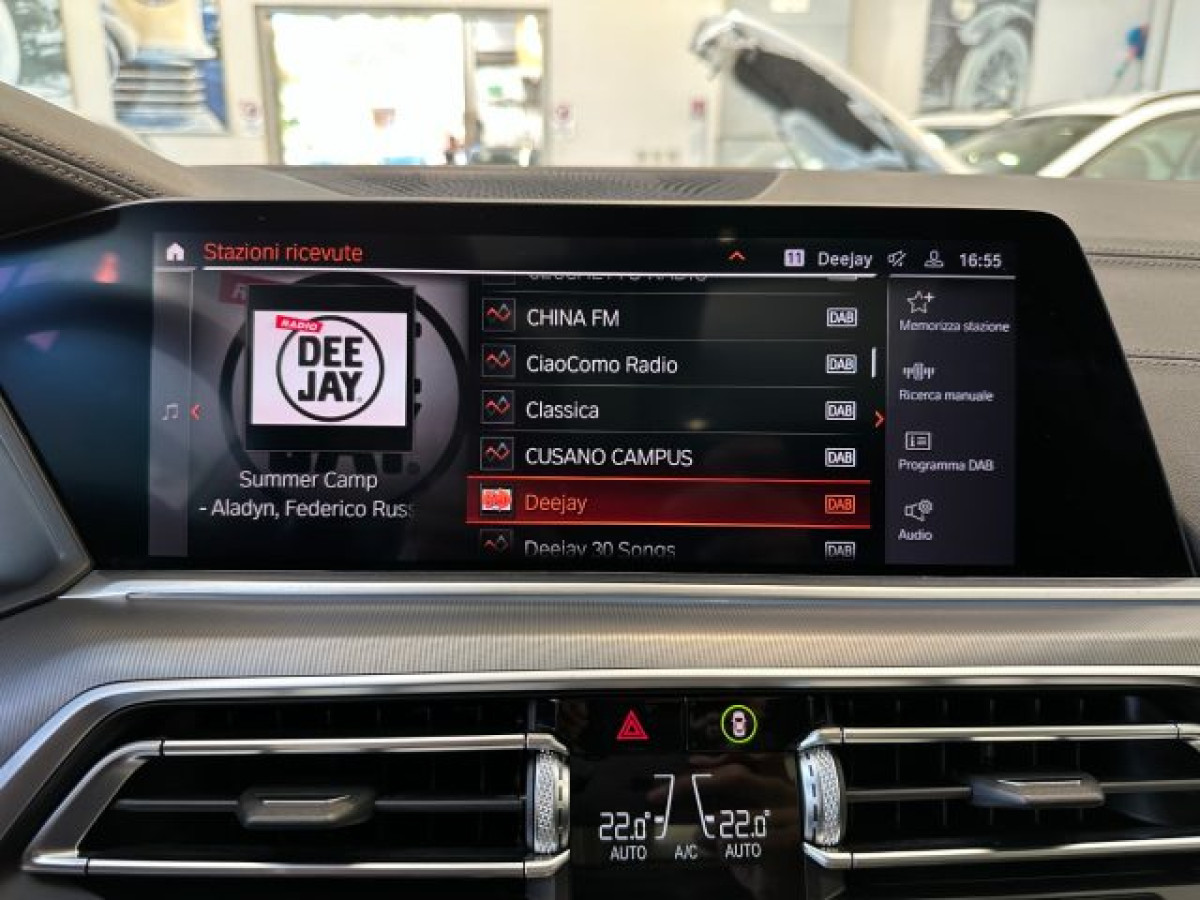 Stazioni ricevute
11 Deejay 16:55
RADIO
DEE
JAY.
Summer Camp
- Aladyn, Federico Russ
CHINA FM DAB
CiaoComo Radio DAB
Classica DAB
CUSANO CAMPUS DAB
Deejay DAB
Deejay 30 Songs DAB
Memorizza stazione
Ricerca manuale
Programma DAB
Audio
22.0° 22.0°
AUTO A/C AUTO